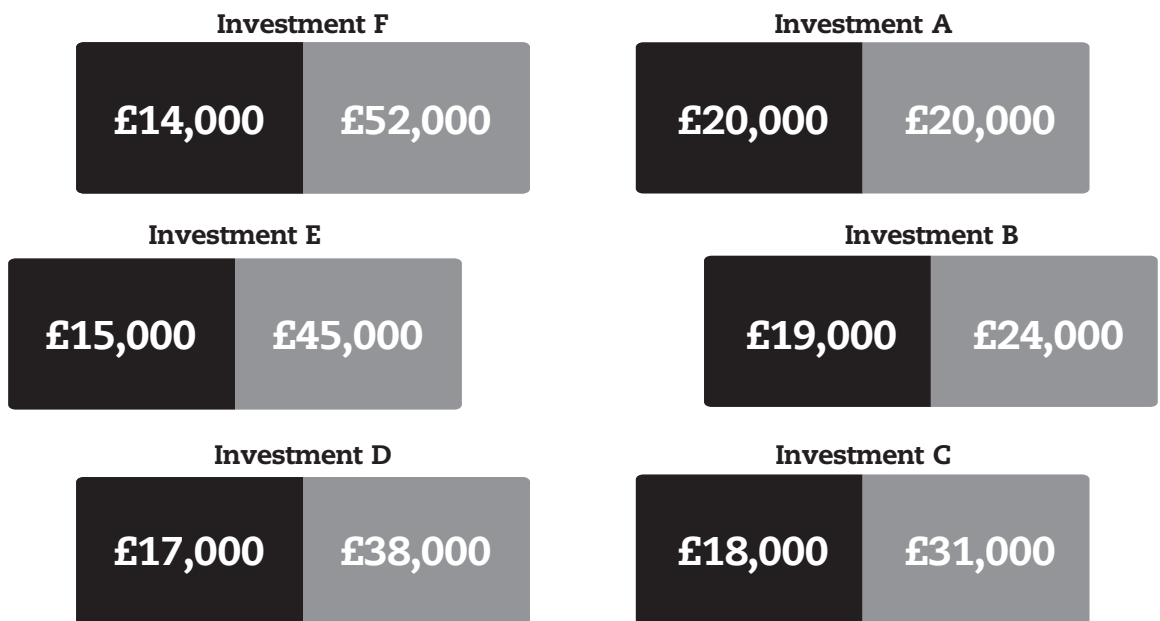 Investment F
£14,000 £52,000
Investment A
£20,000 £20,000
Investment E
£15,000 £45,000
Investment B
£19,000 £24,000
Investment D
£17,000 £38,000
Investment C
£18,000 £31,000